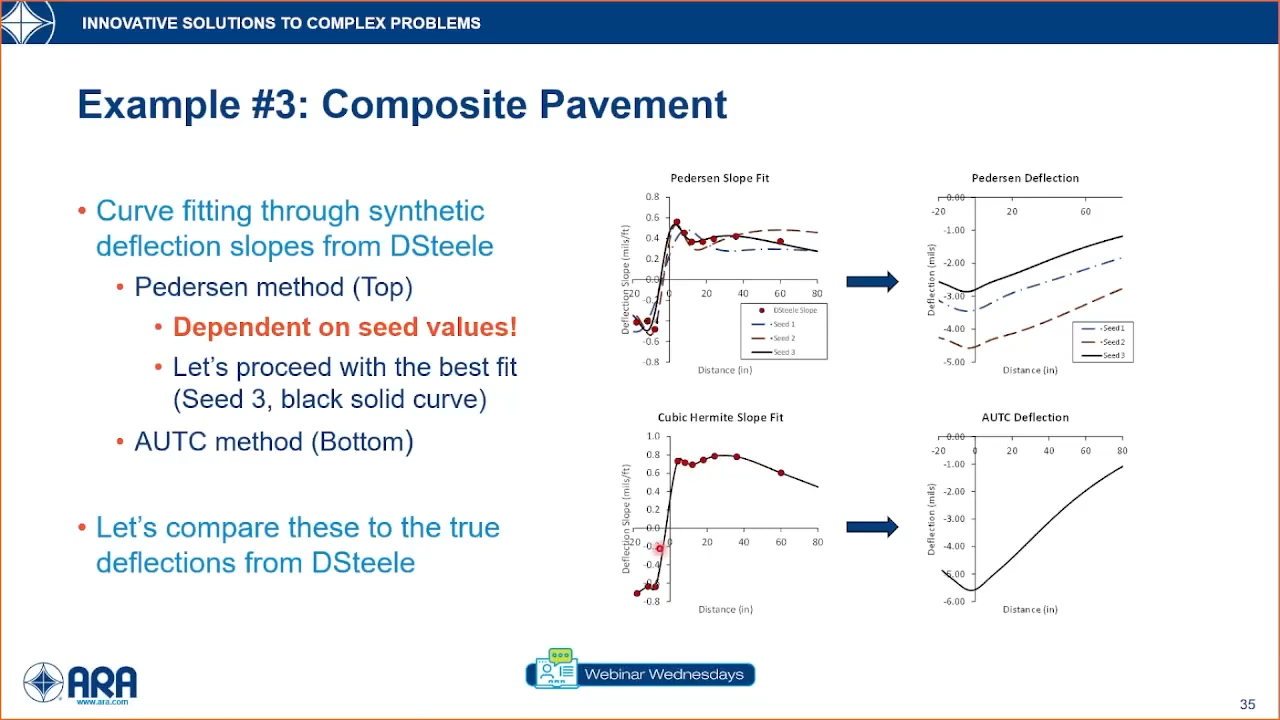 INNOVATIVE SOLUTIONS TO COMPLEX PROBLEMS
Example #3: Composite Pavement
• Curve fitting through synthetic
deflection slopes from DSteele
• Pedersen method (Top)
• Dependent on seed values!
• Let's proceed with the best fit
(Seed 3, black solid curve)
• AUTC method (Bottom)
• Let's compare these to the true
deflections from DSteele
Pedersen Slope Fit
Deflection Slope (mils/ft)
0.8
0.6
0.4
0.2
0.0
-0.6
-0.8
0
20
40
60
80
DSteele Slope
Seed 1
Seed 2
Seed 3
Distance (in)
Pedersen Deflection
Deflection (mils)
0.00
-1.00
-2.00
-3.00
-4.00
-5.00
-20
20
60
Seed 1
Seed 2
Seed 3
Distance (in)
Cubic Hermite Slope Fit
Deflection Slope (mils/ft)
1.0
0.8
0.6
0.4
0.2
0.0
-0.4
-0.8
0
20
40
60
80
Distance (in)
AUTC Deflection
Deflection (mils)
0.00
-1.00
-2.00
-3.00
-4.00
-5.00
-6.00
-20
0
20
40
60
80
Distance (in)
ARA
www.ara.com
Webinar Wednesdays
35